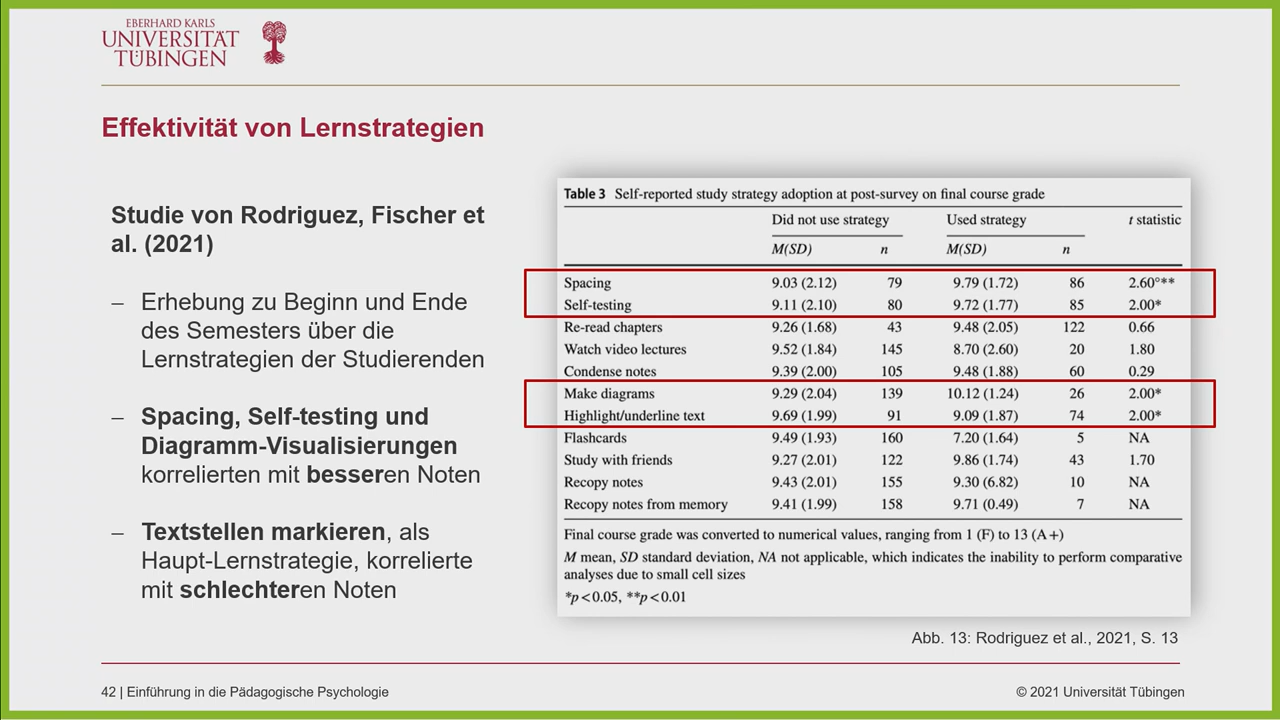 EBERHARD KARLS
UNIVERSITÄT
TÜBINGEN
Effektivität von Lernstrategien
Studie von Rodriguez, Fischer et
al. (2021)
– Erhebung zu Beginn und Ende
des Semesters über die
Lernstrategien der Studierenden
– Spacing, Self-testing und
Diagramm-Visualisierungen
korrelierten mit besseren Noten
– Textstellen markieren, als
Haupt-Lernstrategie, korrelierte
mit schlechteren Noten
Table 3 Self-reported study strategy adoption at post-survey on final course grade
Did not use strategy Used strategy t statistic
M(SD) n M(SD) n
Spacing 9.03 (2.12) 79 9.79 (1.72) 86 2.60°**
Self-testing 9.11 (2.10) 80 9.72 (1.77) 85 2.00*
Re-read chapters 9.26 (1.68) 43 9.48 (2.05) 122 0.66
Watch video lectures 9.52 (1.84) 145 8.70 (2.60) 20 1.80
Condense notes 9.39 (2.00) 105 9.48 (1.88) 60 0.29
Make diagrams 9.29 (2.04) 139 10.12 (1.24) 26 2.00*
Highlight/underline text 9.69 (1.99) 91 9.09 (1.87) 74 2.00*
Flashcards 9.49 (1.93) 160 7.20 (1.64) 5 NA
Study with friends 9.27 (2.01) 122 9.86 (1.74) 43 1.70
Recopy notes 9.43 (2.01) 155 9.30 (6.82) 10 NA
Recopy notes from memory 9.41 (1.99) 158 9.71 (0.49) 7 NA
Final course grade was converted to numerical values, ranging from 1 (F) to 13 (A+)
M mean, SD standard deviation, NA not applicable, which indicates the inability to perform comparative
analyses due to small cell sizes
*p<0.05, **p<0.01
Abb. 13: Rodriguez et al., 2021, S. 13
42 | Einführung in die Pädagogische Psychologie
© 2021 Universität Tübingen